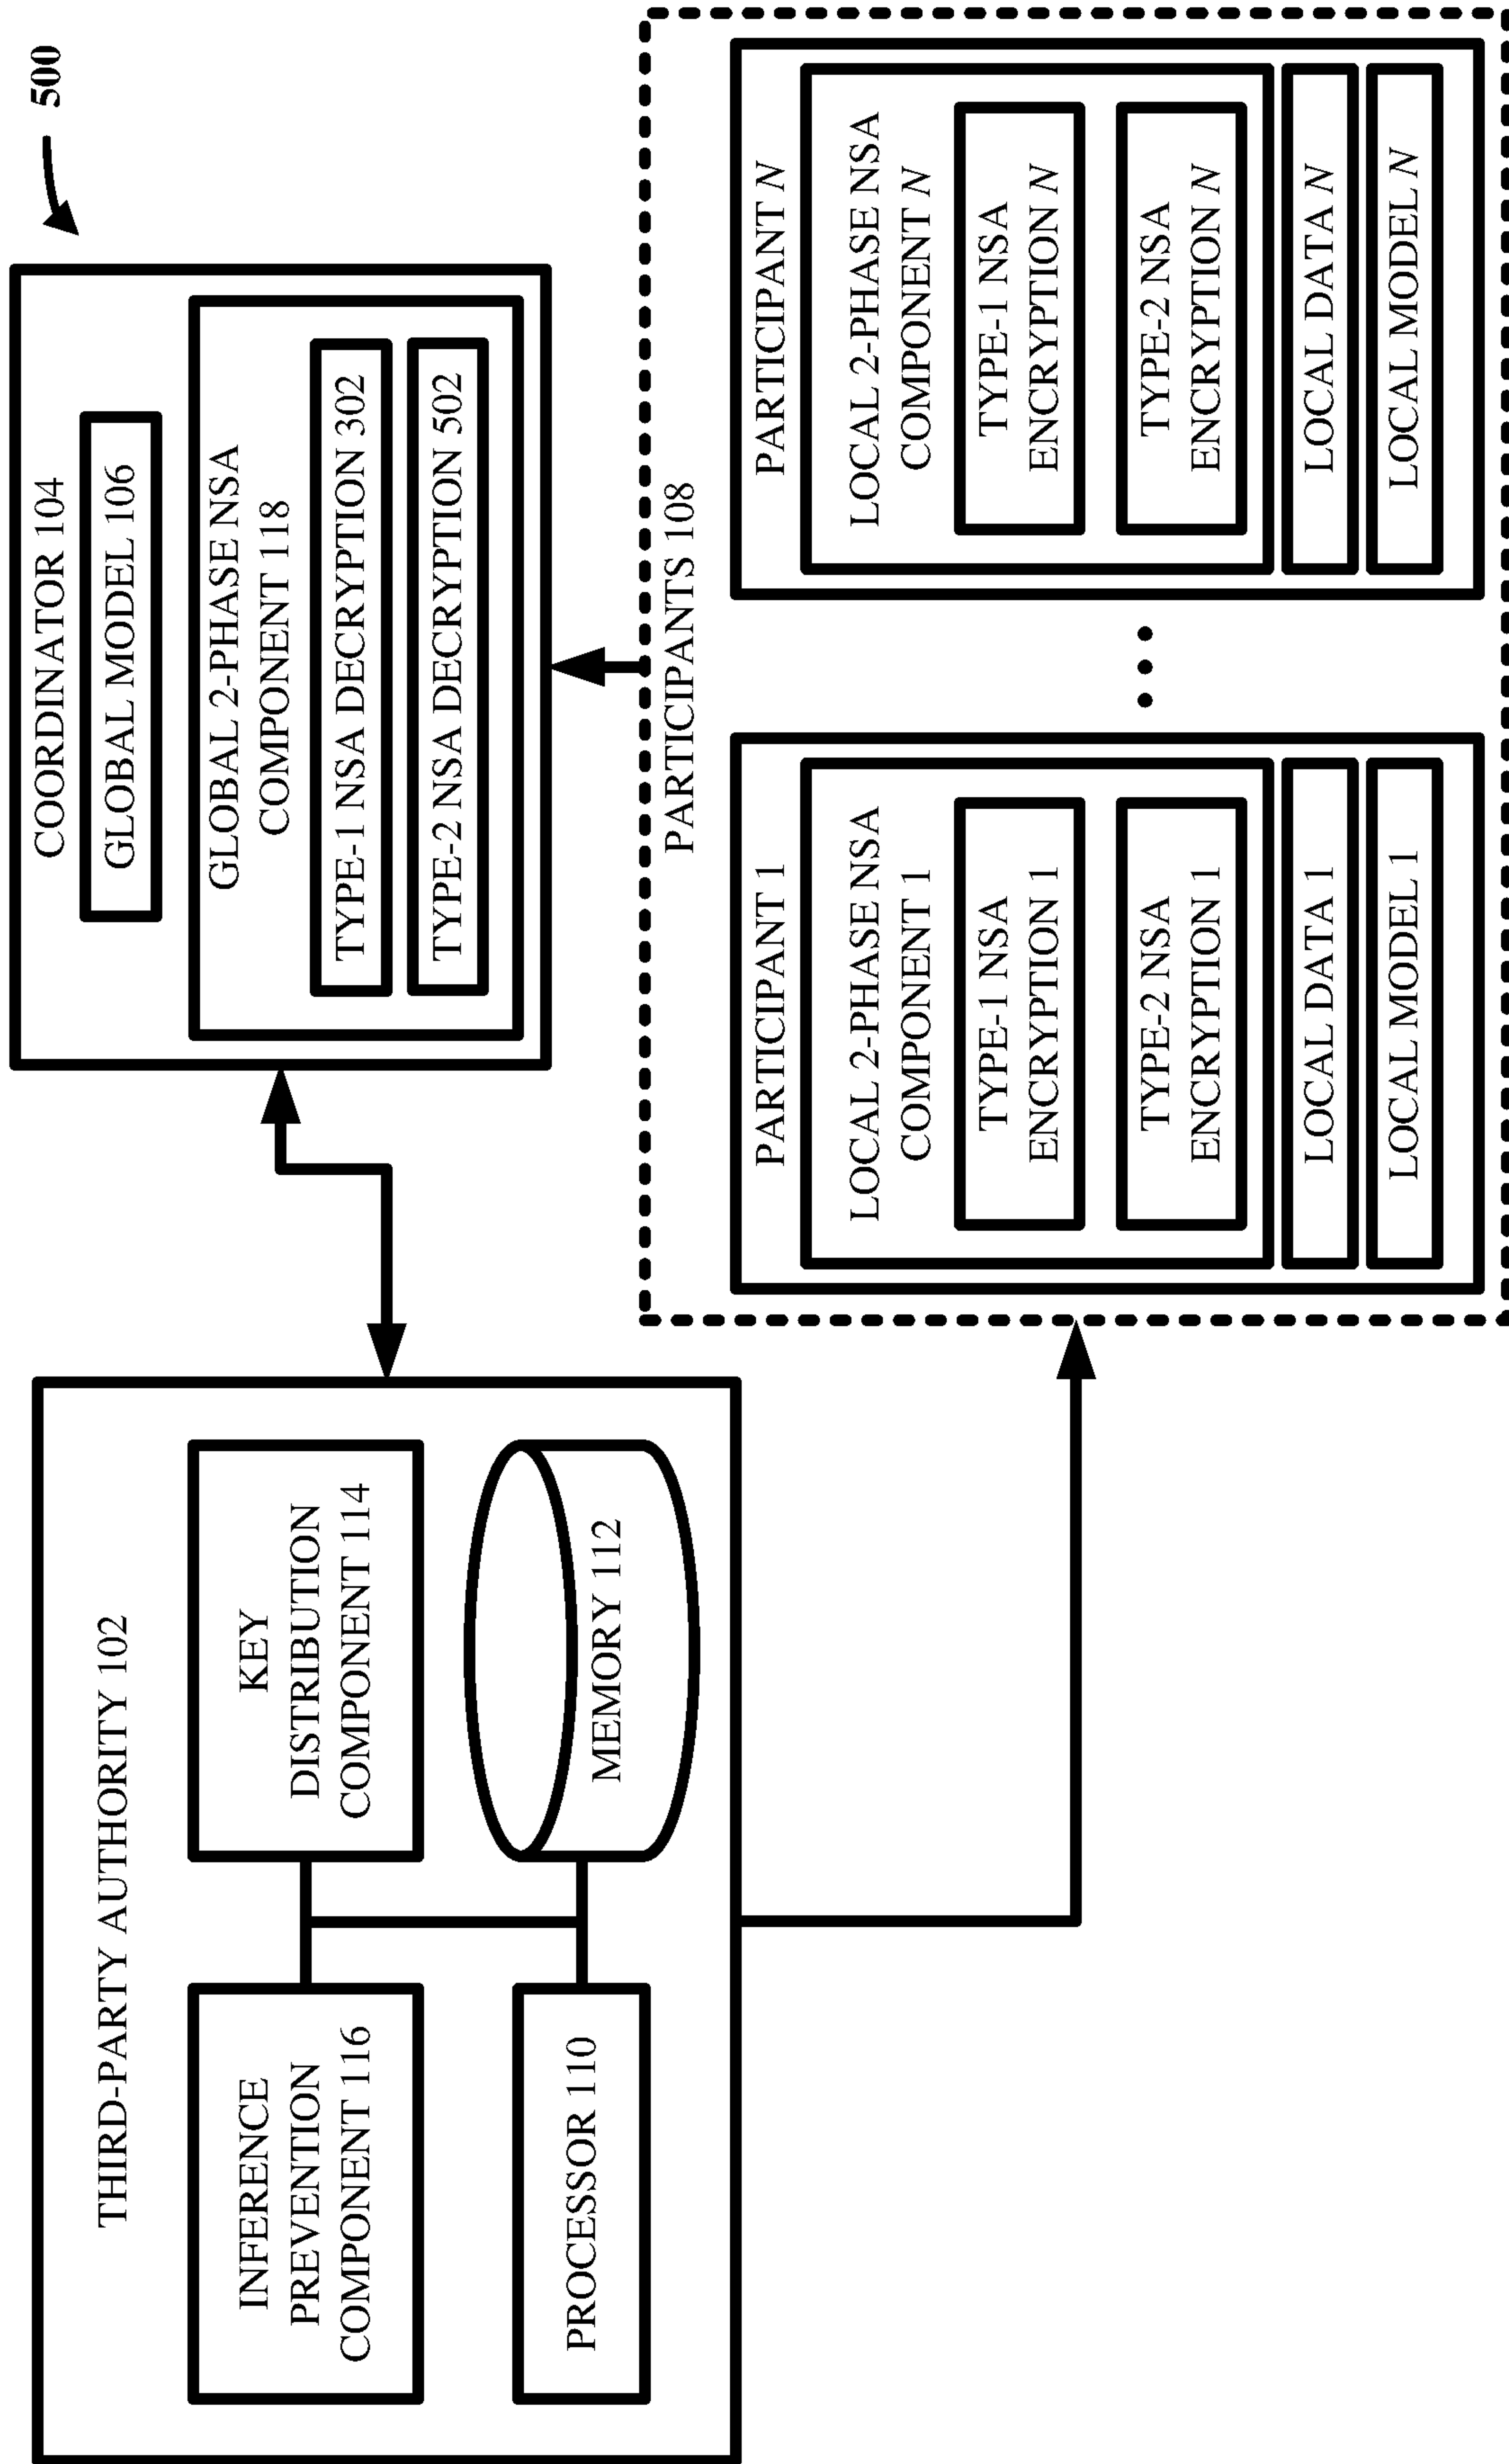 500
THIRD-PARTY AUTHORITY 102
INFERENCE
PREVENTION
COMPONENT 116
KEY
DISTRIBUTION
COMPONENT 114
PROCESSOR 110
MEMORY 112
COORDINATOR 104
GLOBAL MODEL 106
GLOBAL 2-PHASE NSA
COMPONENT 118
TYPE-1 NSA DECRYPTION 302
TYPE-2 NSA DECRYPTION 502
PARTICIPANTS 108
PARTICIPANT 1
LOCAL 2-PHASE NSA
COMPONENT 1
TYPE-1 NSA
ENCRYPTION 1
TYPE-2 NSA
ENCRYPTION 1
LOCAL DATA 1
LOCAL MODEL 1
PARTICIPANT N
LOCAL 2-PHASE NSA
COMPONENT N
TYPE-1 NSA
ENCRYPTION N
TYPE-2 NSA
ENCRYPTION N
LOCAL DATA N
LOCAL MODEL N